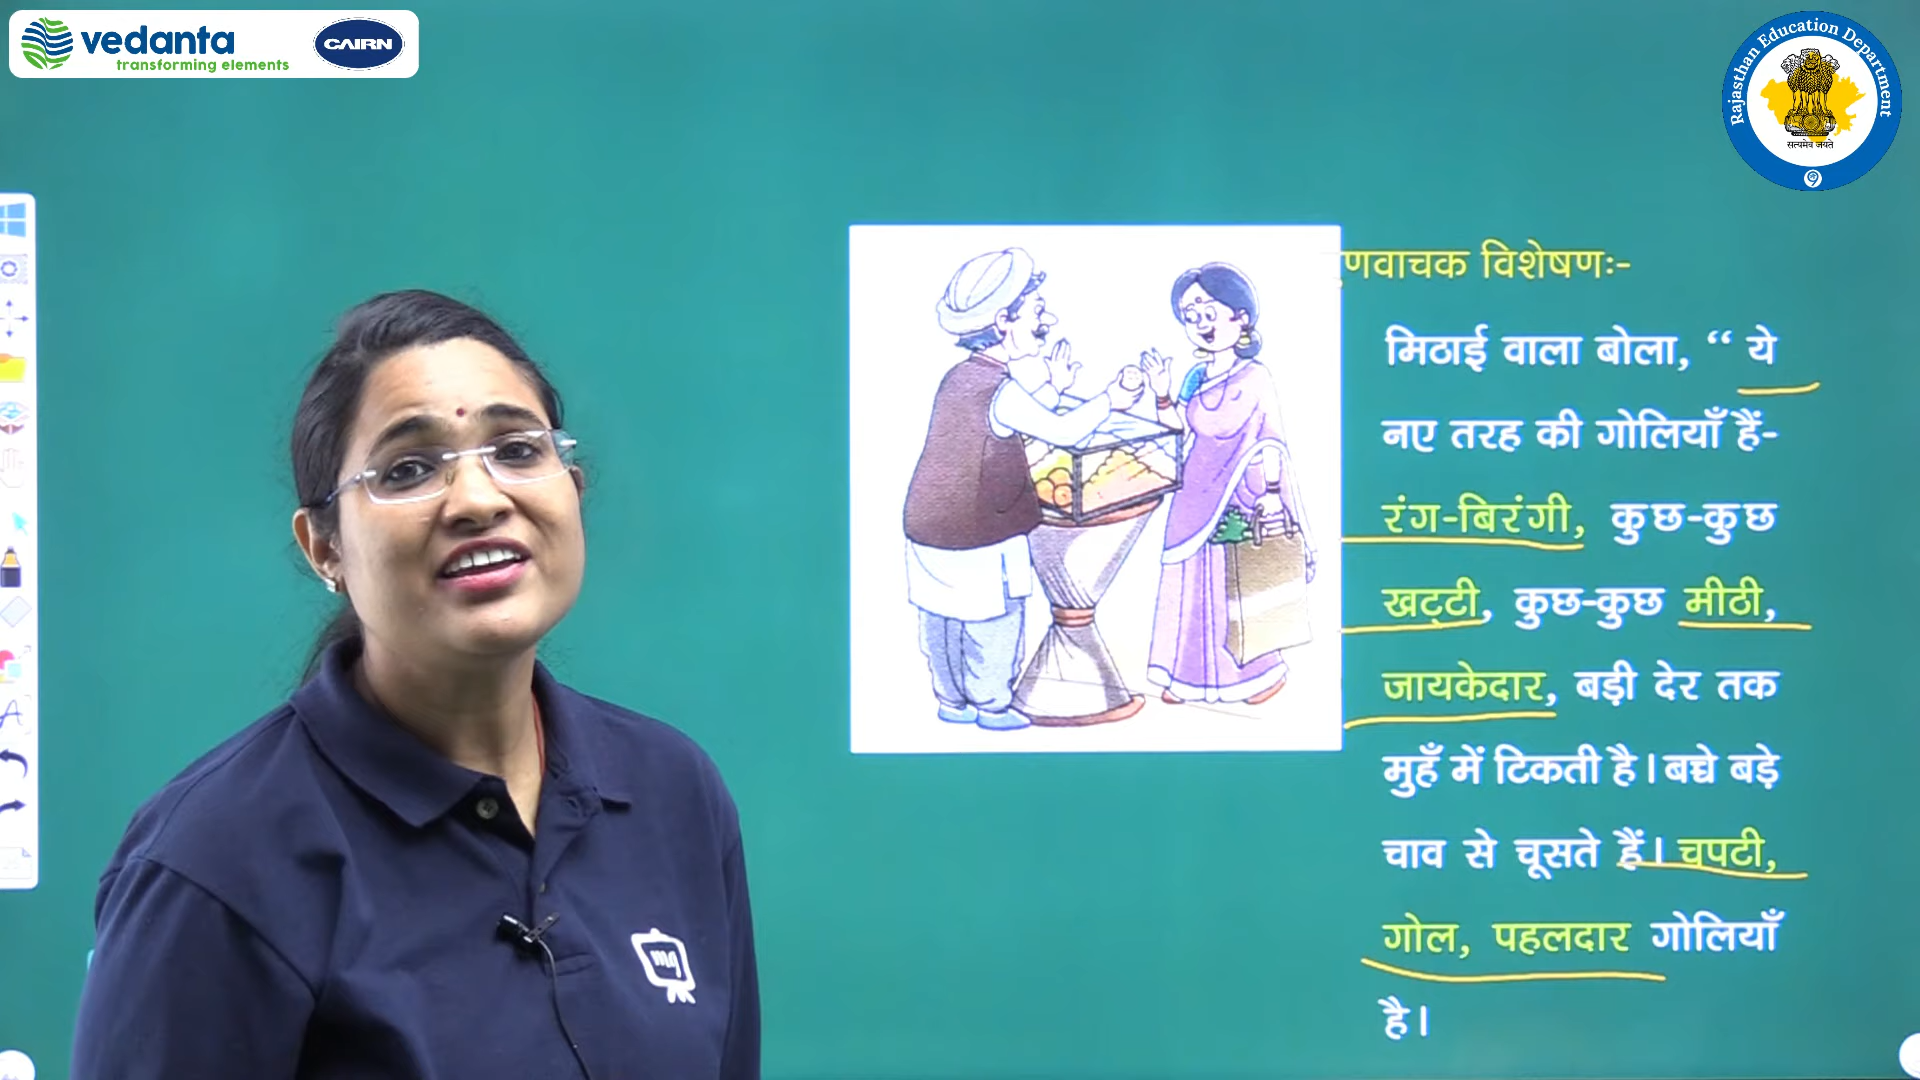 vedanta
transforming elements
CAIRN
Rajasthan Education Department
सत्यमेव जयते
णवाचक विशेषणः-
मिठाई वाला बोला, “ ये
नए तरह की गोलियाँ हैं-
रंग-बिरंगी, कुछ-कुछ
खट्टी, कुछ-कुछ मीठी,
जायकेदार, बड़ी देर तक
मुहँ में टिकती है। बच्चे बड़े
चाव से चूसते हैं। चपटी,
गोल, पहलदार गोलियाँ
है।
mg